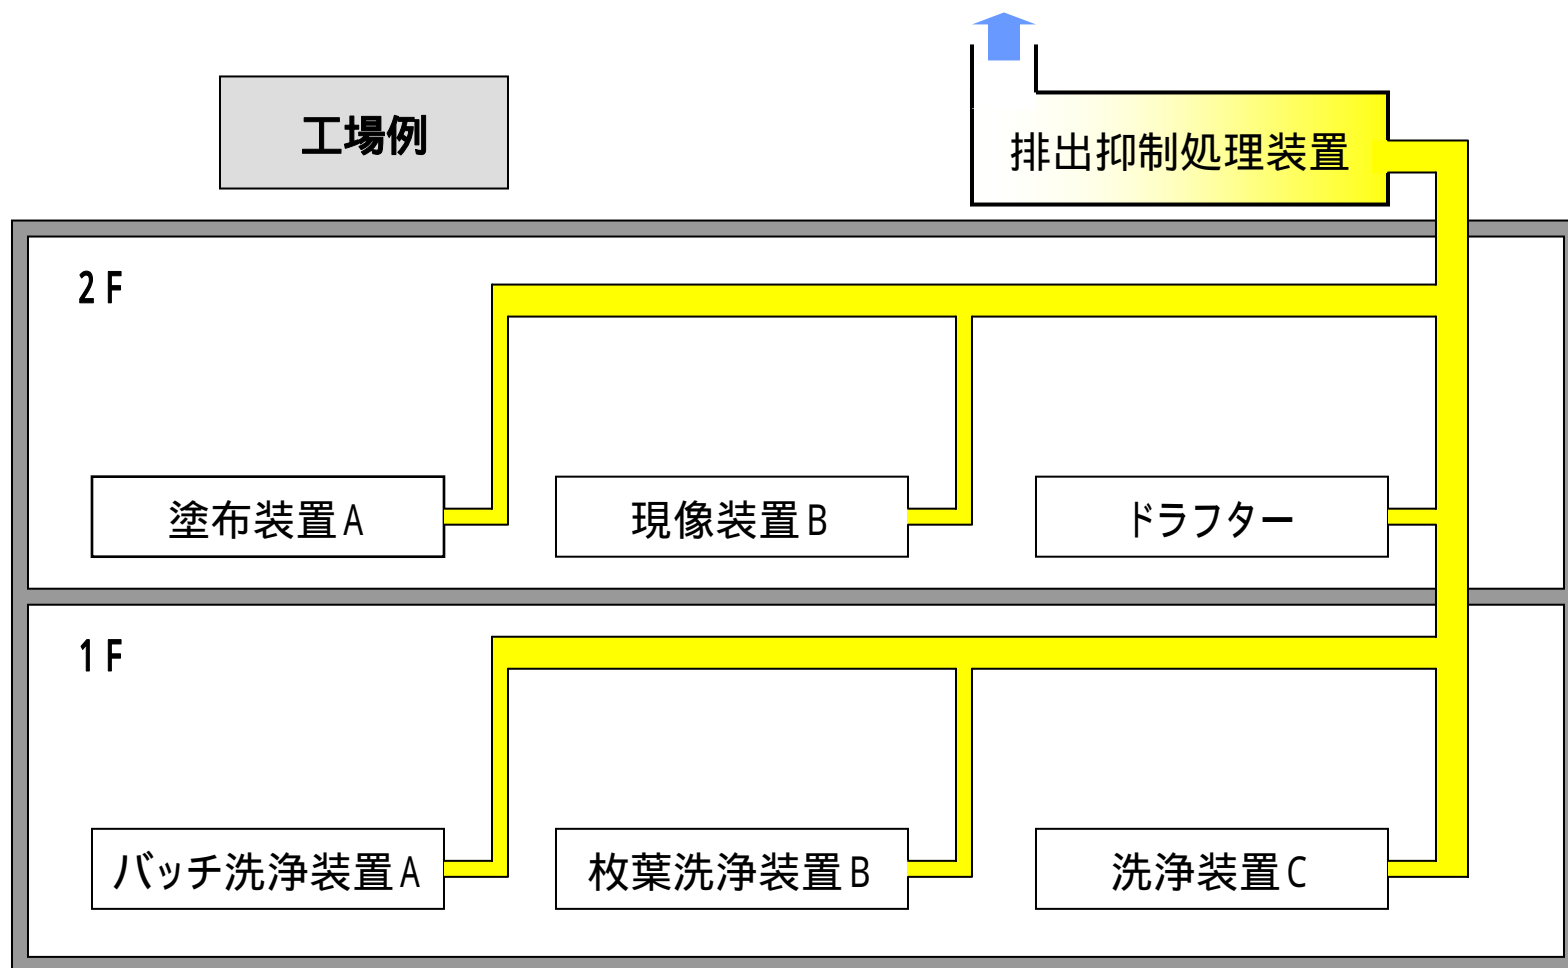 工場例
排出抑制処理装置
2F
塗布装置A
現像装置B
ドラフター
1F
バッチ洗浄装置A
枚葉洗浄装置B
洗浄装置C